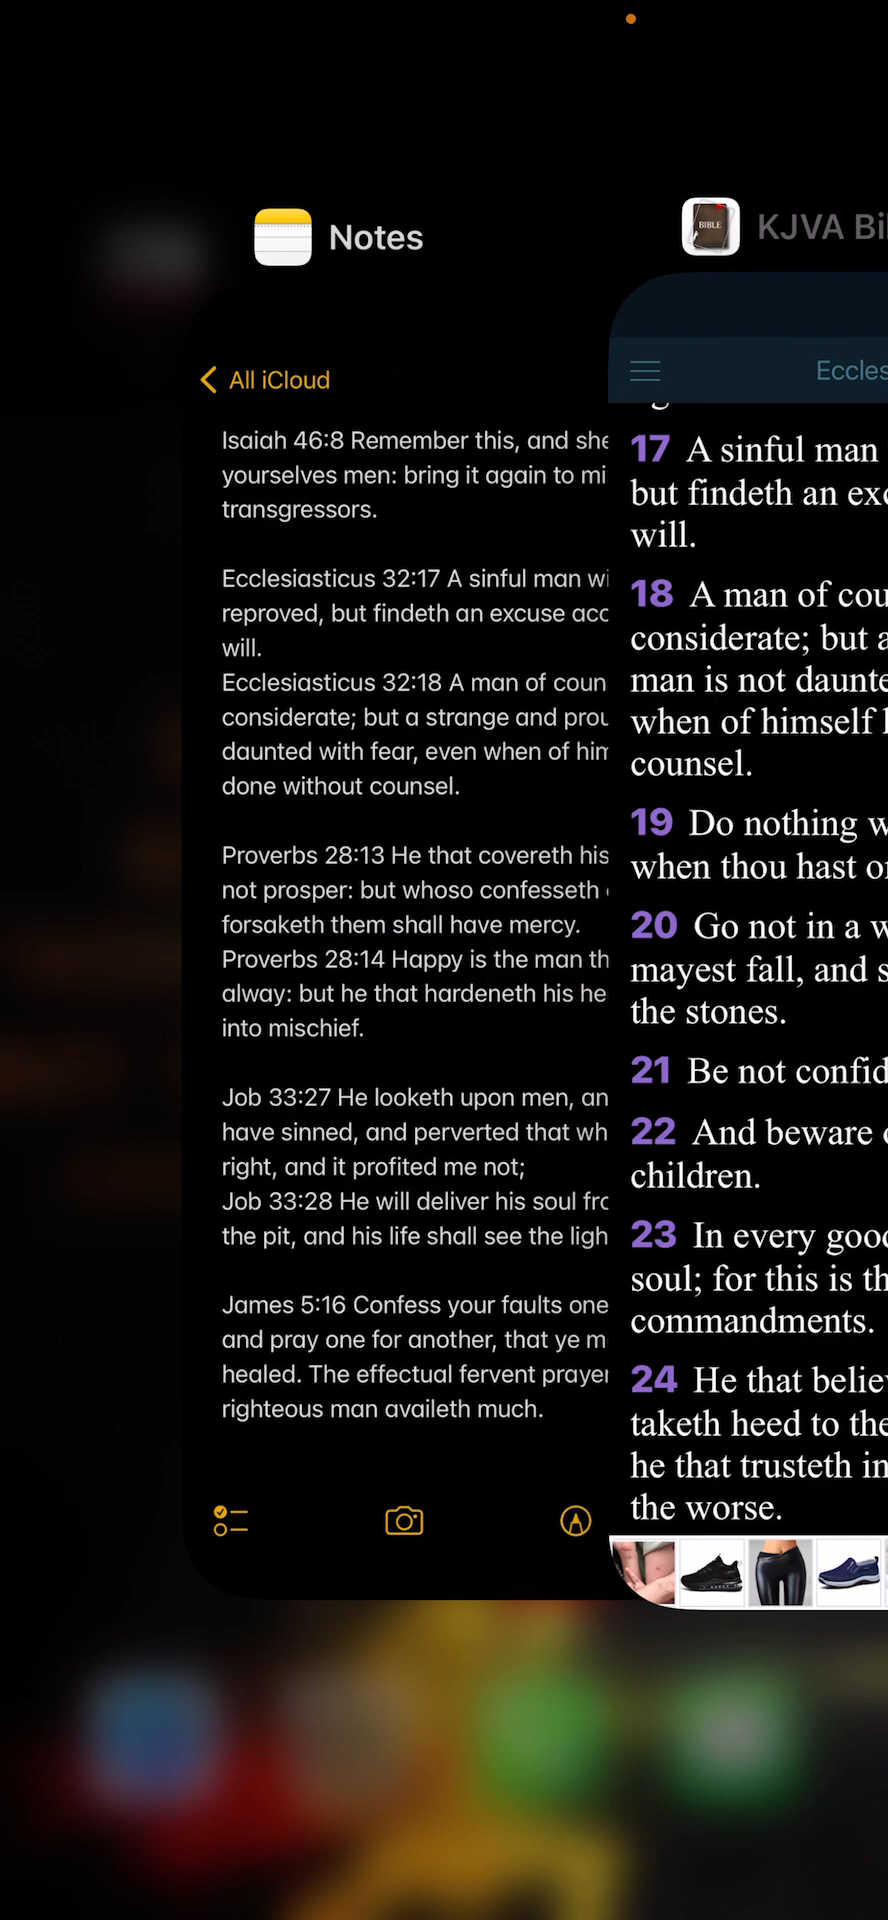 Notes
All iCloud
Isaiah 46:8 Remember this, and she
yourselves men: bring it again to mi
transgressors.
Ecclesiasticus 32:17 A sinful man wi
reproved, but findeth an excuse acc
will.
Ecclesiasticus 32:18 A man of coun
considerate; but a strange and prou
daunted with fear, even when of him
done without counsel.
Proverbs 28:13 He that covereth his
not prosper: but whoso confesseth
forsaketh them shall have mercy.
Proverbs 28:14 Happy is the man th
alway: but he that hardeneth his he
into mischief.
Job 33:27 He looketh upon men, an
have sinned, and perverted that wh
right, and it profited me not;
Job 33:28 He will deliver his soul fro
the pit, and his life shall see the ligh
James 5:16 Confess your faults one
and pray one for another, that ye m
healed. The effectual fervent prayer
righteous man availeth much.
BIBLE
KJVA Bi
Eccles
17 A sinful man
but findeth an exc
will.
18 A man of cou
considerate; but a
man is not daunte
when of himself h
counsel.
19 Do nothing w
when thou hast o
20 Go not in a w
mayest fall, and s
the stones.
21 Be not confid
22 And beware o
children.
23 In every good
soul; for this is th
commandments.
24 He that believ
taketh heed to the
he that trusteth in
the worse.